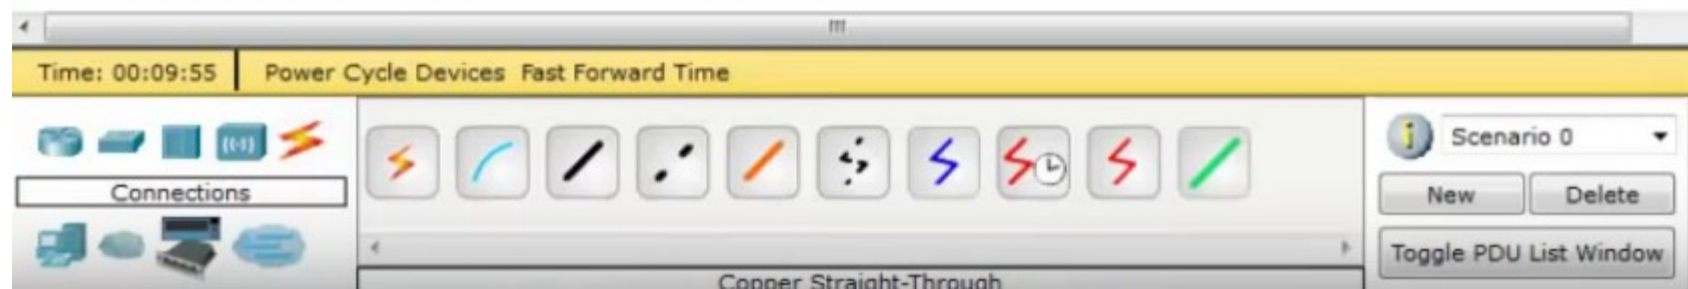 Time: 00:09:55 Power Cycle Devices Fast Forward Time
Connections
Copper Straight-Through
Scenario 0
New Delete
Toggle PDU List Window